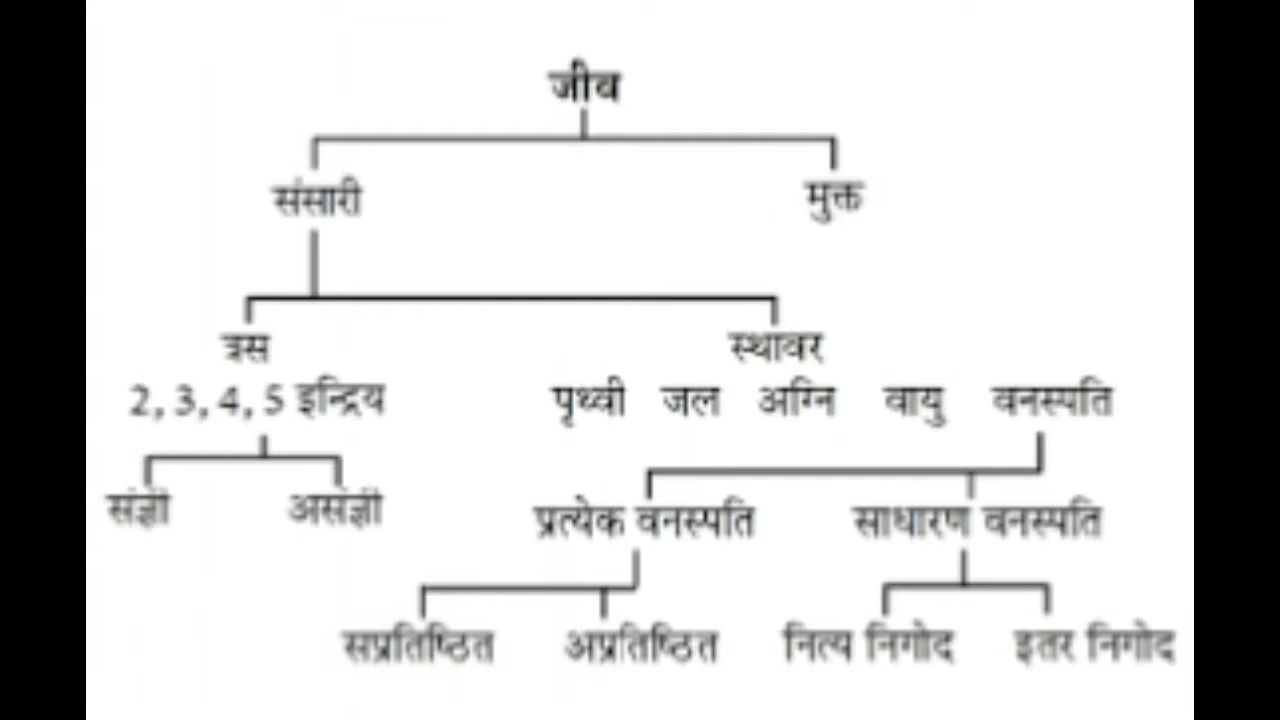 जीव
संसारी मुक्त
त्रस स्थावर
2, 3, 4, 5 इन्द्रिय पृथ्वी जल अग्नि वायु वनस्पति
संज्ञी असंज्ञी प्रत्येक वनस्पति साधारण वनस्पति
सप्रतिष्ठित अप्रतिष्ठित नित्य निगोद इतर निगोद